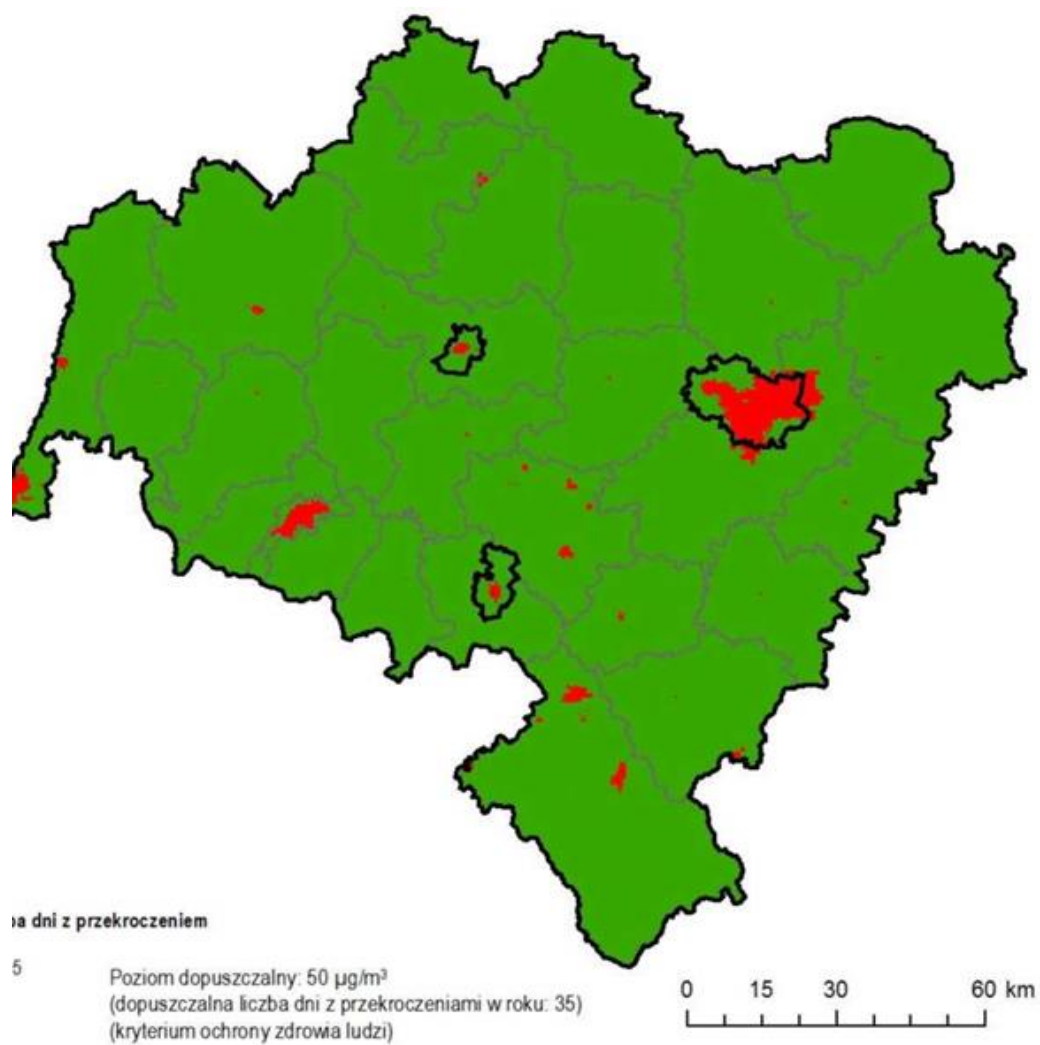 ba dni z przekroczeniem
5
Poziom dopuszczalny: 50 µg/m³
(dopuszczalna liczba dni z przekroczeniami w roku: 35)
(kryterium ochrony zdrowia ludzi)
0 15 30 60 km